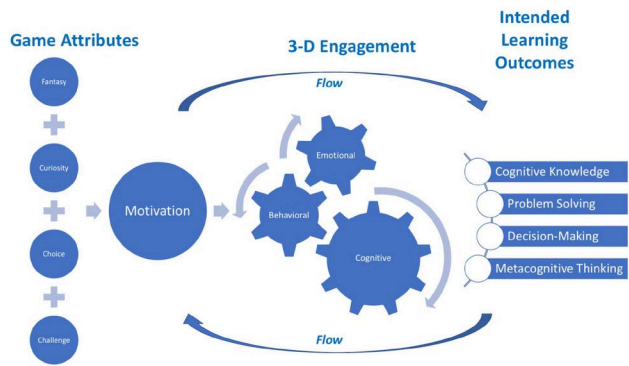 Game Attributes
3-D Engagement
Intended
Learning
Outcomes
Fantasy
Curiosity
Choice
Challenge
Motivation
Flow
Emotional
Behavioral
Cognitive
Flow
Cognitive Knowledge
Problem Solving
Decision-Making
Metacognitive Thinking